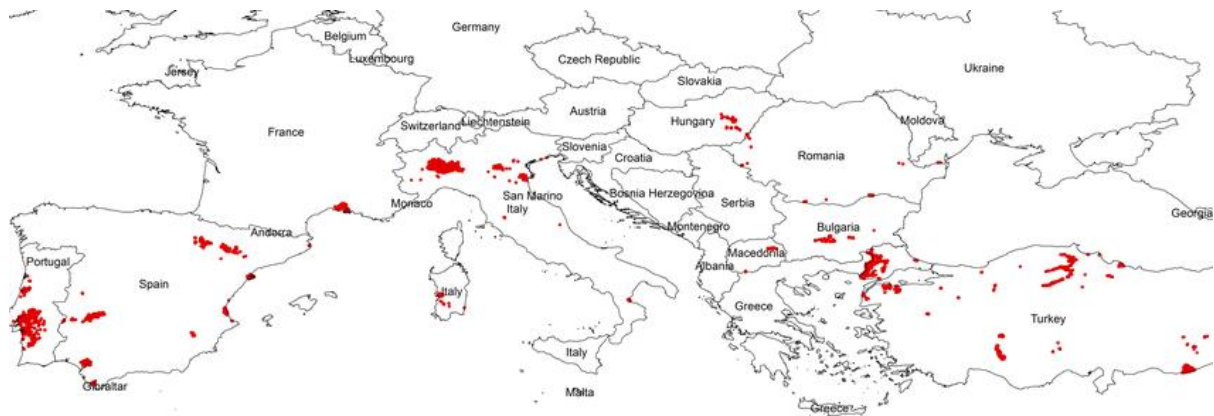 Germany
Belgium
Luxembourg
Jersey
Czech Republic
Slovakia
Ukraine
France
Austria
Switzerland
Liechtenstein
Hungary
Moldova
Slovenia
Croatia
Romania
Monaco
San Marino
Italy
Bosnia Herzegovina
Serbia
Georgia
Andorra
Montenegro
Bulgaria
Portugal
Spain
Italy
Albania
Macedonia
Greece
Turkey
Italy
Gibraltar
Malta
Greece